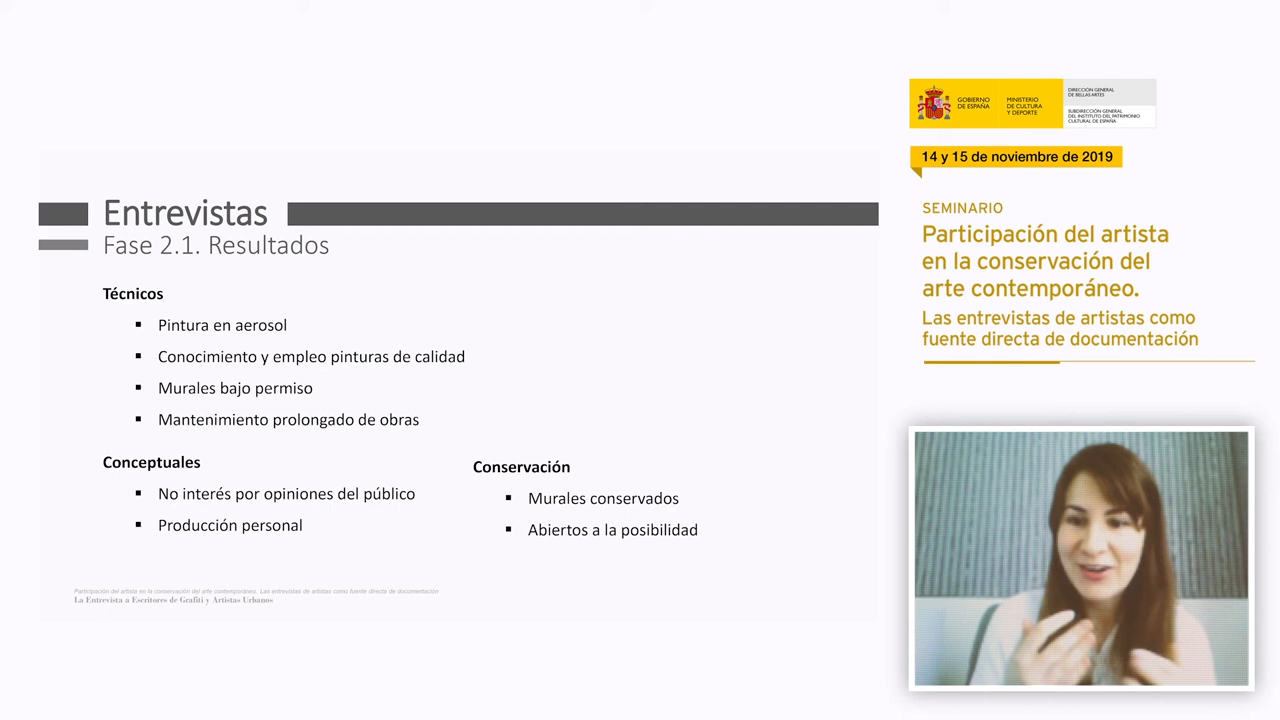 Entrevistas
Fase 2.1. Resultados
Técnicos
▪ Pintura en aerosol
▪ Conocimiento y empleo pinturas de calidad
▪ Murales bajo permiso
▪ Mantenimiento prolongado de obras
Conceptuales
▪ No interés por opiniones del público
▪ Producción personal
Conservación
▪ Murales conservados
▪ Abiertos a la posibilidad
Participación del artista en la conservación del arte contemporáneo. Las entrevistas de artistas como fuente directa de documentación
La Entrevista a Escritores de Grafiti y Artistas Urbanos
GOBIERNO
DE ESPAÑA
MINISTERIO
DE CULTURA
Y DEPORTE
DIRECCIÓN GENERAL
DE BELLAS ARTES
SUBDIRECCIÓN GENERAL
DEL INSTITUTO DEL PATRIMONIO
CULTURAL DE ESPAÑA
14 y 15 de noviembre de 2019
SEMINARIO
Participación del artista
en la conservación del
arte contemporáneo.
Las entrevistas de artistas como
fuente directa de documentación